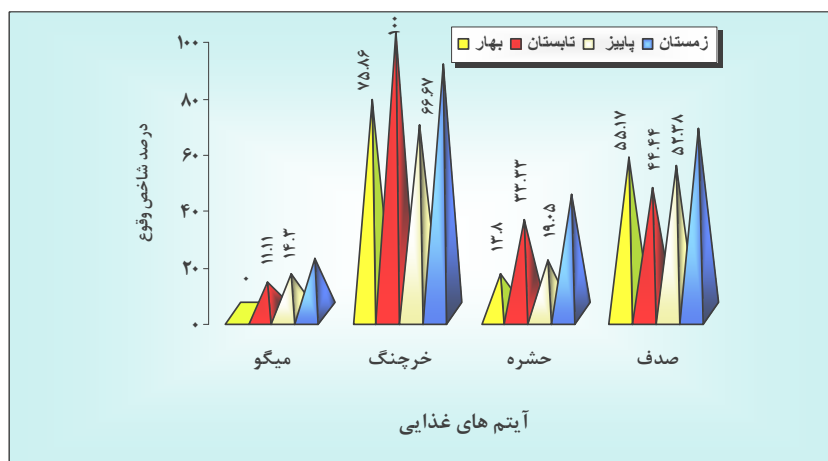 بهار تابستان پاییز زمستان
درصد شاخص وقوع
۱۰۰
۸۰
۶۰
۴۰
۲۰
۰
۰ ۱۱.۱۱ ۱۴.۳
۷۵.۸۶ ۱۰۰ ۶۶.۶۷
۱۳.۸ ۳۳.۳۳ ۱۹.۰۵
۵۵.۱۷ ۴۴.۴۴ ۵۲.۳۸
میگو خرچنگ حشره صدف
آیتم های غذایی